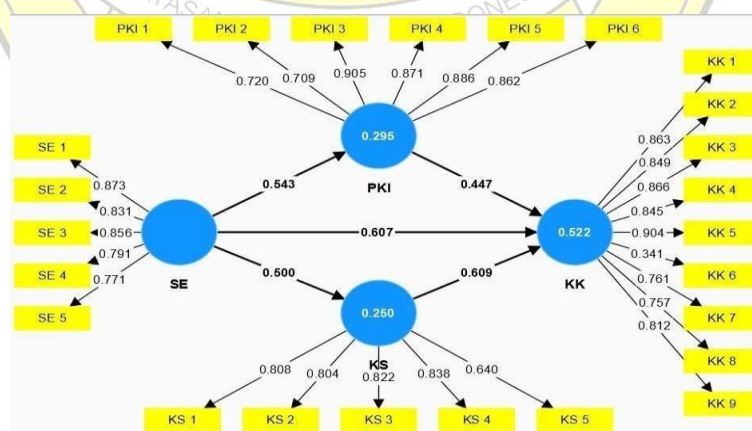 PKI 1 PKI 2 PKI 3 PKI 4 PKI 5 PKI 6
0.720 0.709 0.905 0.871 0.886 0.862
0.295
PKI
SE 1
SE 2
SE 3
SE 4
SE 5
0.873
0.831
0.856
0.791
0.771
SE
0.543
0.447
0.607
0.500
0.609
0.522
KK
0.250
KS
0.808 0.804 0.822 0.838 0.640
KS 1 KS 2 KS 3 KS 4 KS 5
0.863
0.849
0.866
0.845
0.904
0.341
0.761
0.757
0.812
KK 1
KK 2
KK 3
KK 4
KK 5
KK 6
KK 7
KK 8
KK 9